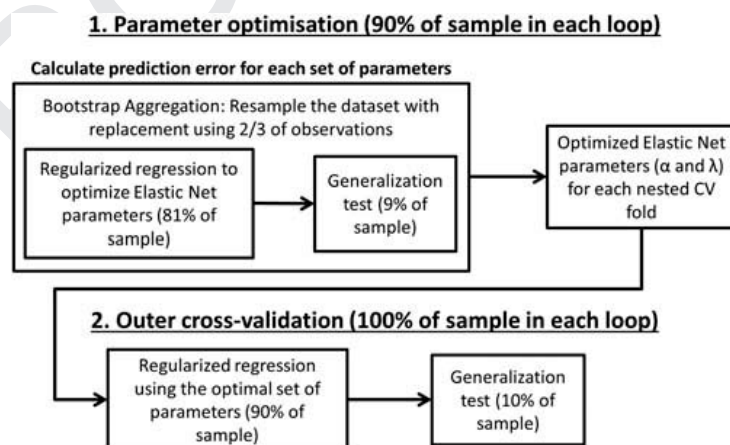 1. Parameter optimisation (90% of sample in each loop)
Calculate prediction error for each set of parameters
Bootstrap Aggregation: Resample the dataset with
replacement using 2/3 of observations
Regularized regression to
optimize Elastic Net
parameters (81% of
sample)
Generalization
test (9% of
sample)
Optimized Elastic Net
parameters (α and λ)
for each nested CV
fold
2. Outer cross-validation (100% of sample in each loop)
Regularized regression
using the optimal set of
parameters (90% of
sample)
Generalization
test (10% of
sample)